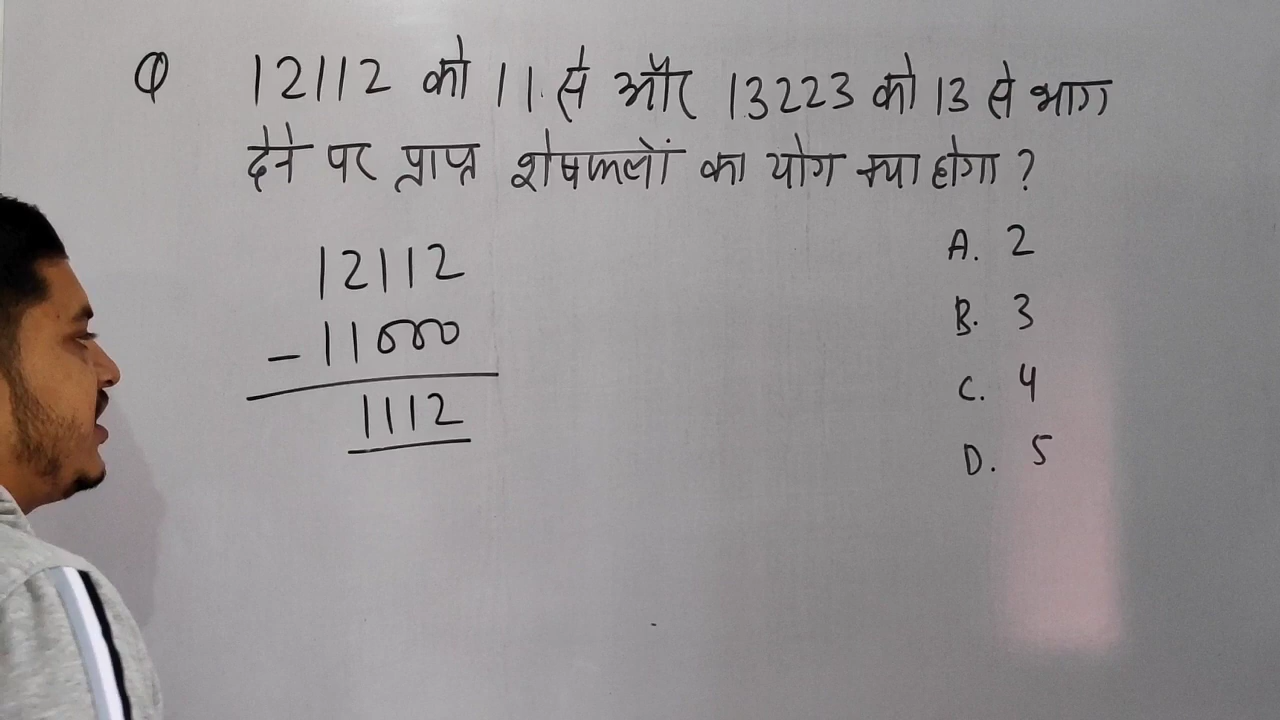 Q 12112 को 11 से और 13223 को 13 से भाग
देने पर प्राप्त शेषफलों का योग क्या होगा ?
12112
- 11000
1112
A. 2
B. 3
C. 4
D. 5